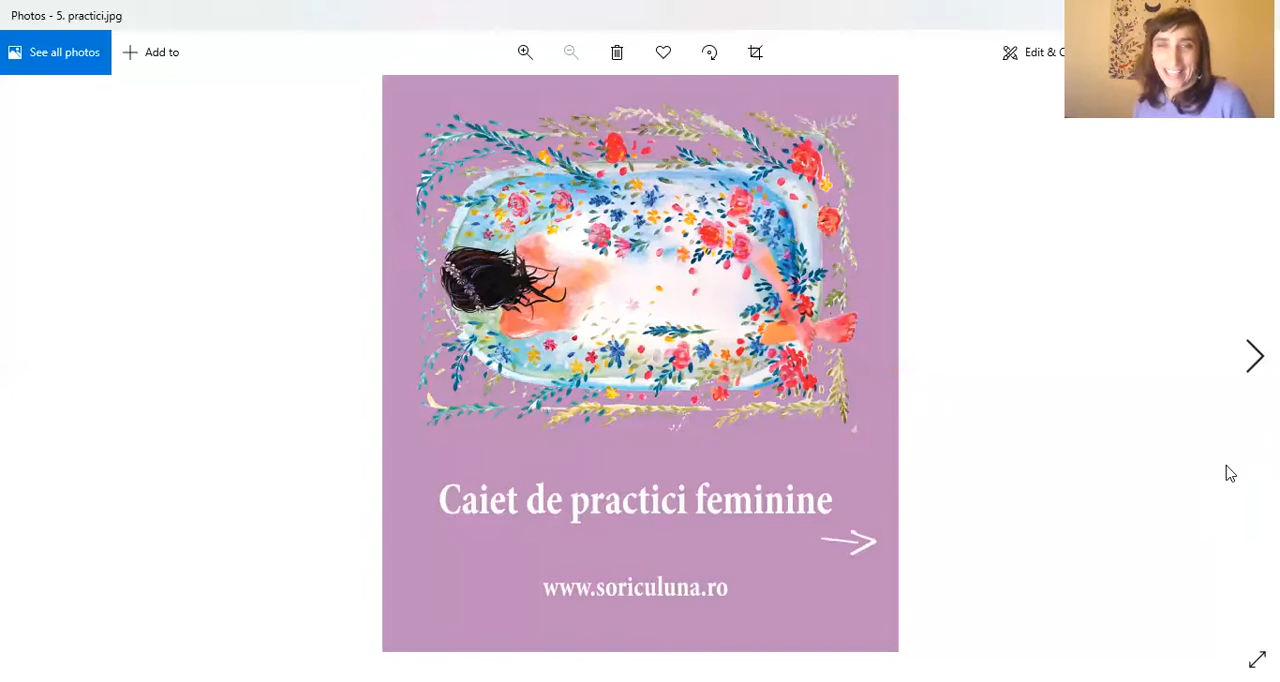 Photos - 5. practici.jpg
See all photos
Add to
Edit & C
Caiet de practici feminine
www.soriculuna.ro